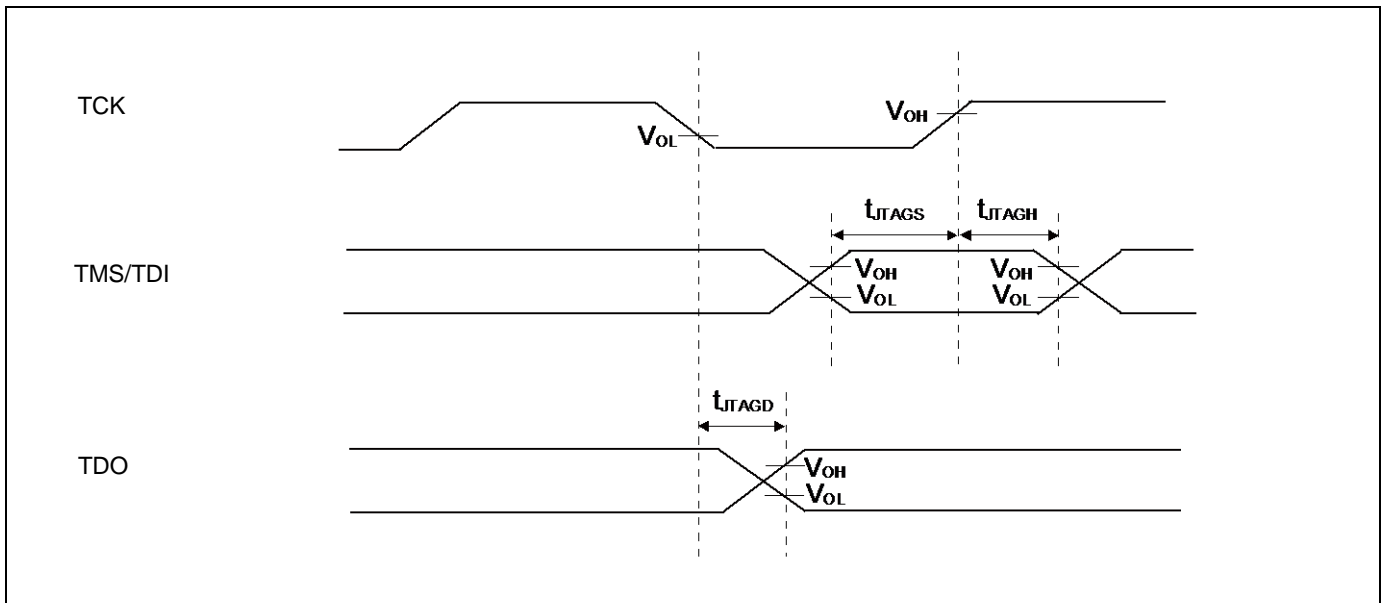 TCK
VOL
VOH
tJTAGS
tJTAGH
TMS/TDI
VOH
VOL
VOH
VOL
tJTAGD
TDO
VOH
VOL